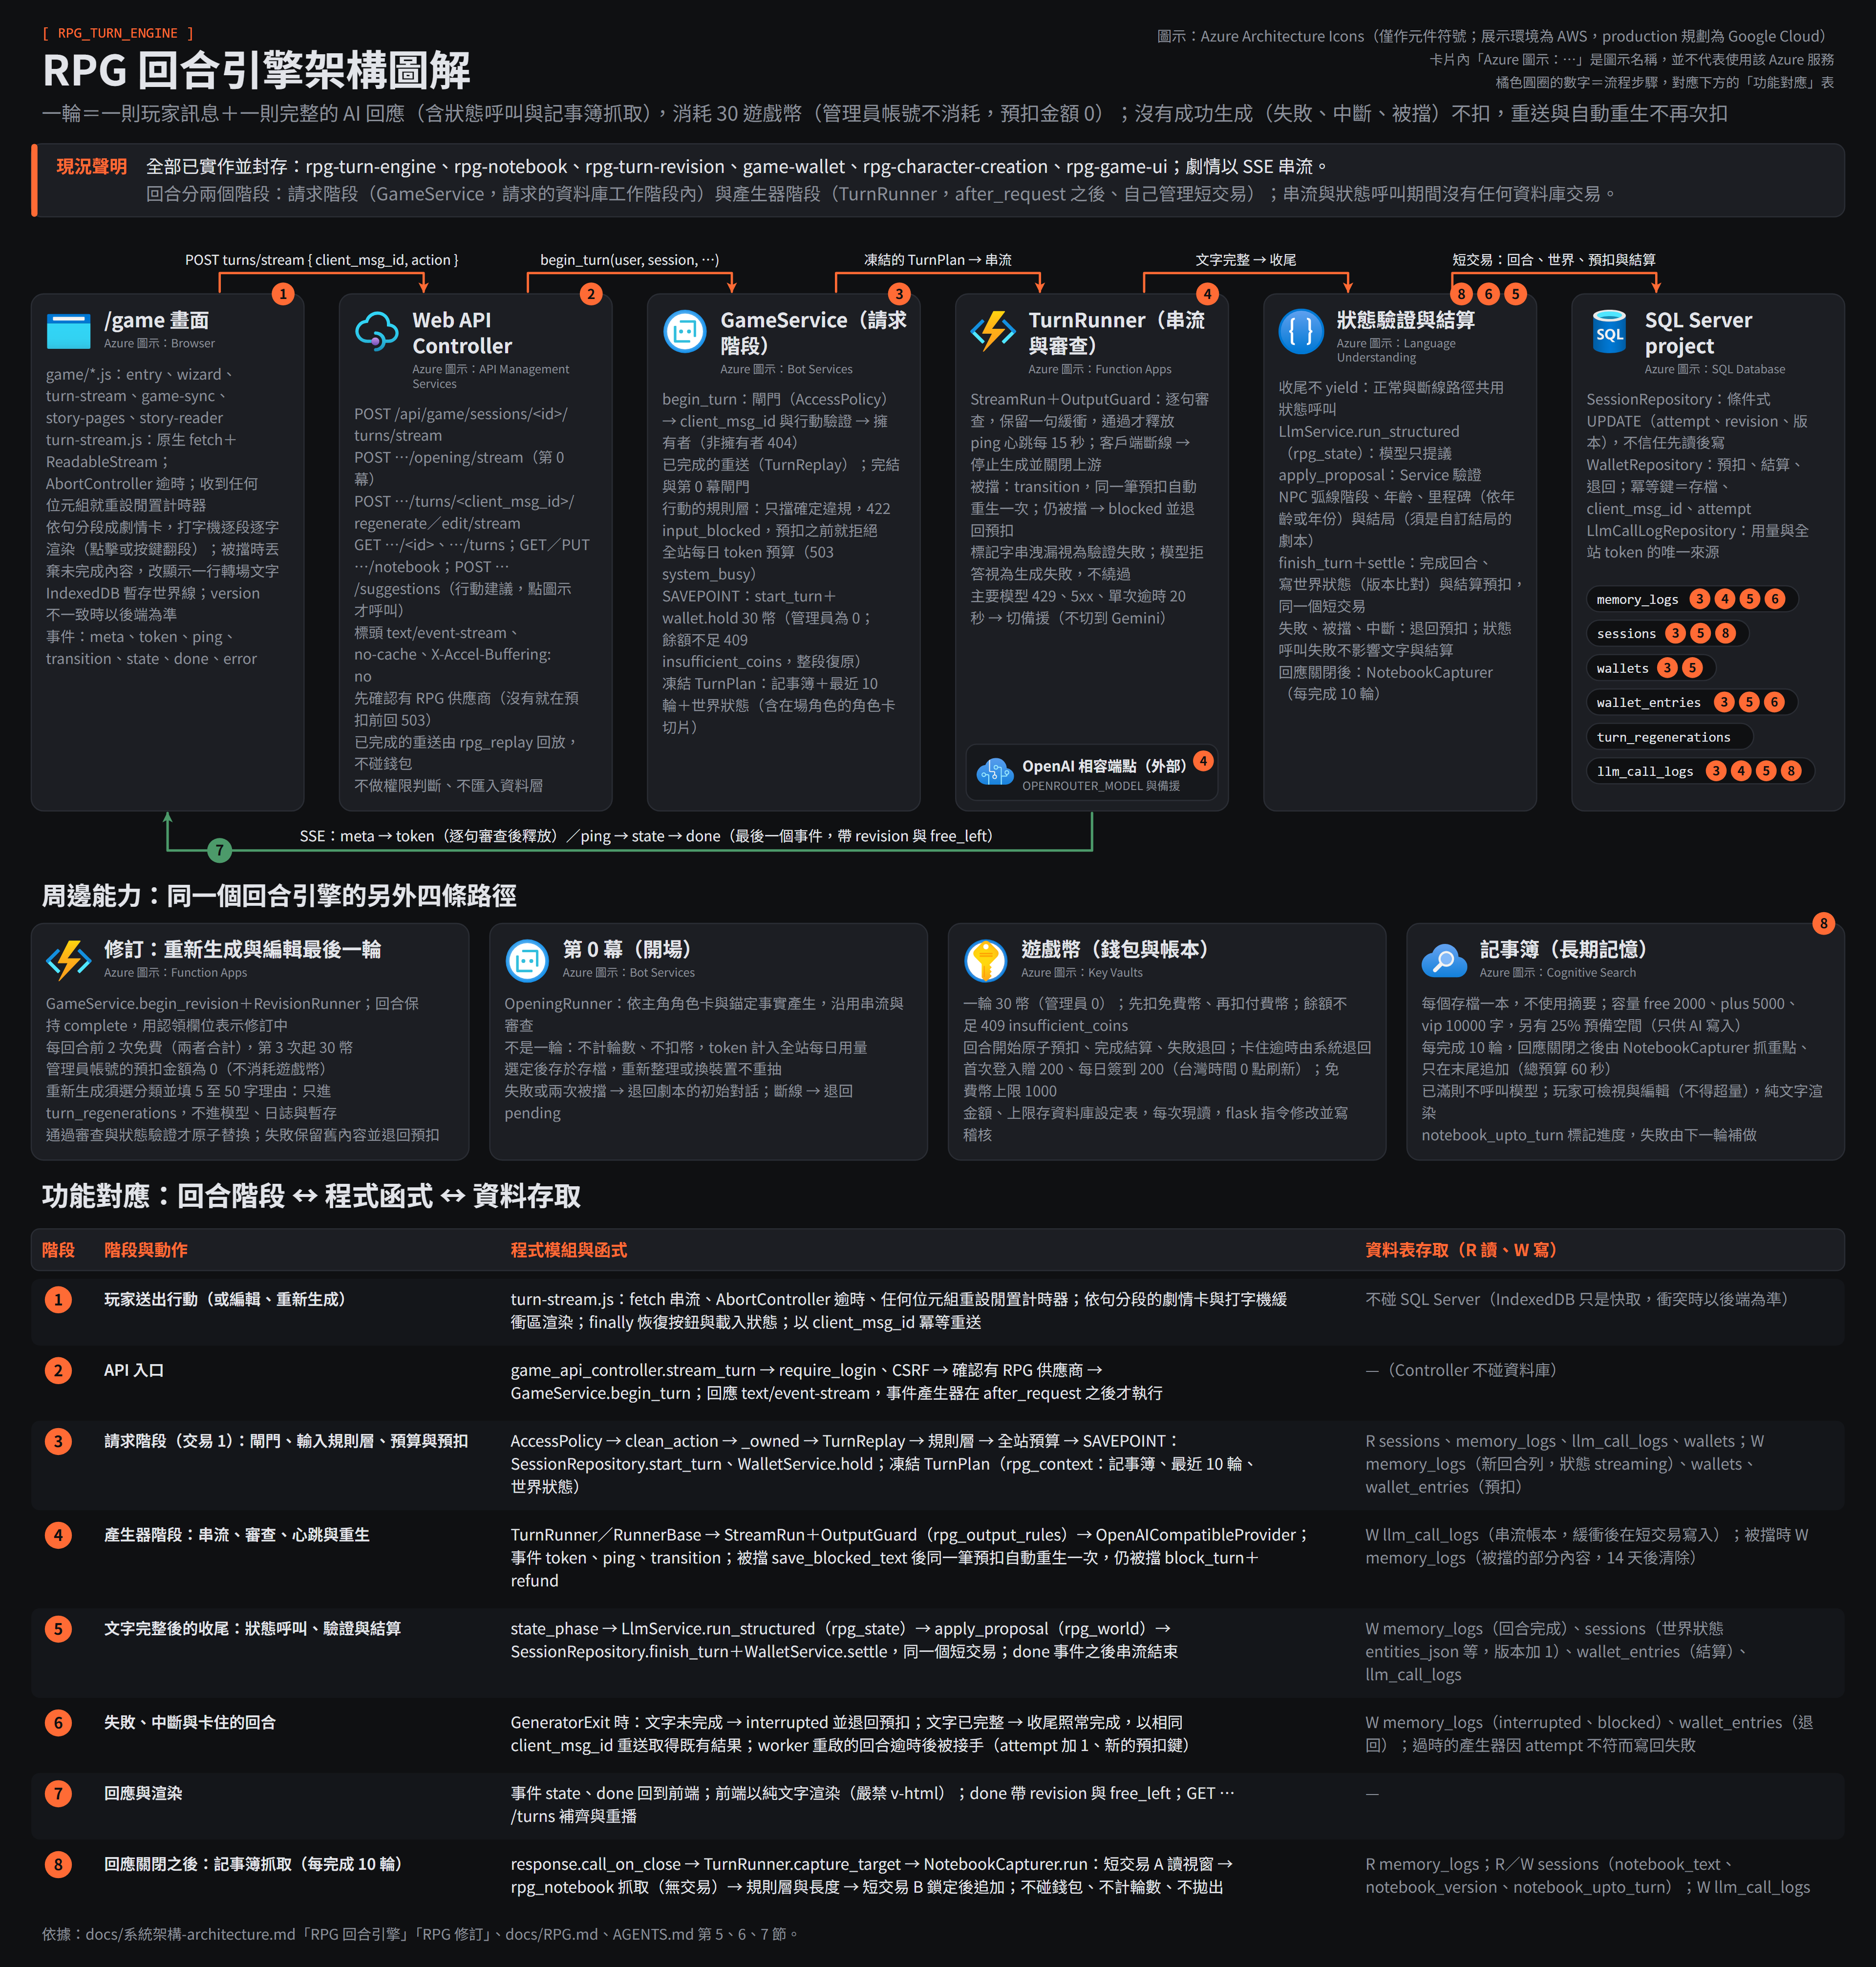 [ RPG_TURN_ENGINE ]
RPG 回合引擎架構圖解
一輪＝一則玩家訊息＋一則完整的 AI 回應（含狀態呼叫與記事簿抓取），消耗 30 遊戲幣（管理員帳號不消耗，預扣金額 0）；沒有成功生成（失敗、中斷、被擋）不扣，重送與自動重生不再次扣
圖示：Azure Architecture Icons（僅作元件符號；展示環境為 AWS，production 規劃為 Google Cloud）
卡片內「Azure 圖示：…」是圖示名稱，並不代表使用該 Azure 服務
橘色圓圈的數字＝流程步驟，對應下方的「功能對應」表
現況聲明
全部已實作並封存：rpg-turn-engine、rpg-notebook、rpg-turn-revision、game-wallet、rpg-character-creation、rpg-game-ui；劇情以 SSE 串流。
回合分兩個階段：請求階段（GameService，請求的資料庫工作階段內）與產生器階段（TurnRunner，after_request 之後、自己管理短交易）；串流與狀態呼叫期間沒有任何資料庫交易。
POST turns/stream { client_msg_id, action }
begin_turn(user, session, …)
凍結的 TurnPlan → 串流
文字完整 → 收尾
短交易：回合、世界、預扣與結算
1
/game 畫面
Azure 圖示：Browser
game/*.js：entry、wizard、
turn-stream、game-sync、
story-pages、story-reader
turn-stream.js：原生 fetch＋
ReadableStream；
AbortController 逾時；收到任何
位元組就重設閒置計時器
依句分段成劇情卡，打字機逐段逐字
渲染（點擊或按鍵翻段）；被擋時丟
棄未完成內容，改顯示一行轉場文字
IndexedDB 暫存世界線；version
不一致時以後端為準
事件：meta、token、ping、
transition、state、done、error
2
Web API
Controller
Azure 圖示：API Management
Services
POST /api/game/sessions/<id>/
turns/stream
POST …/opening/stream（第 0
幕）
POST …/turns/<client_msg_id>/
regenerate／edit/stream
GET …/<id>、…/turns；GET／PUT
…/notebook；POST …
/suggestions（行動建議，點圖示
才呼叫）
標頭 text/event-stream、
no-cache、X-Accel-Buffering:
no
先確認有 RPG 供應商（沒有就在預
扣前回 503）
已完成的重送由 rpg_replay 回放，
不碰錢包
不做權限判斷、不匯入資料層
3
GameService（請求
階段）
Azure 圖示：Bot Services
begin_turn：閘門（AccessPolicy）
→ client_msg_id 與行動驗證 → 擁
有者（非擁有者 404）
已完成的重送（TurnReplay）；完結
與第 0 幕閘門
行動的規則層：只擋確定違規，422
input_blocked，預扣之前就拒絕
全站每日 token 預算（503
system_busy）
SAVEPOINT：start_turn＋
wallet.hold 30 幣（管理員為 0；
餘額不足 409
insufficient_coins，整段復原）
凍結 TurnPlan：記事簿＋最近 10
輪＋世界狀態（含在場角色的角色卡
切片）
4
TurnRunner（串流
與審查）
Azure 圖示：Function Apps
StreamRun＋OutputGuard：逐句審
查，保留一句緩衝，通過才釋放
ping 心跳每 15 秒；客戶端斷線 →
停止生成並關閉上游
被擋：transition，同一筆預扣自動
重生一次；仍被擋 → blocked 並退
回預扣
標記字串洩漏視為驗證失敗；模型拒
答視為生成失敗，不繞過
主要模型 429、5xx、單次逾時 20
秒 → 切備援（不切到 Gemini）
OpenAI 相容端點（外部）
4
OPENROUTER_MODEL 與備援
8 6 5
狀態驗證與結算
Azure 圖示：Language
Understanding
收尾不 yield：正常與斷線路徑共用
狀態呼叫
LlmService.run_structured
（rpg_state）：模型只提議
apply_proposal：Service 驗證
NPC 弧線階段、年齡、里程碑（依年
齡或年份）與結局（須是自訂結局的
劇本）
finish_turn＋settle：完成回合、
寫世界狀態（版本比對）與結算預扣，
同一個短交易
失敗、被擋、中斷：退回預扣；狀態
呼叫失敗不影響文字與結算
回應關閉後：NotebookCapturer
（每完成 10 輪）
SQL Server
project
Azure 圖示：SQL Database
SessionRepository：條件式
UPDATE（attempt、revision、版
本），不信任先讀後寫
WalletRepository：預扣、結算、
退回；冪等鍵＝存檔、
client_msg_id、attempt
LlmCallLogRepository：用量與全
站 token 的唯一來源
memory_logs 3 4 5 6
sessions 3 5 8
wallets 3 5
wallet_entries 3 5 6
turn_regenerations
llm_call_logs 3 4 5 8
7
SSE：meta → token（逐句審查後釋放）／ping → state → done（最後一個事件，帶 revision 與 free_left）
周邊能力：同一個回合引擎的另外四條路徑
修訂：重新生成與編輯最後一輪
Azure 圖示：Function Apps
GameService.begin_revision＋RevisionRunner；回合保
持 complete，用認領欄位表示修訂中
每回合前 2 次免費（兩者合計），第 3 次起 30 幣
管理員帳號的預扣金額為 0（不消耗遊戲幣）
重新生成須選分類並填 5 至 50 字理由：只進
turn_regenerations，不進模型、日誌與暫存
通過審查與狀態驗證才原子替換；失敗保留舊內容並退回預扣
第 0 幕（開場）
Azure 圖示：Bot Services
OpeningRunner：依主角角色卡與錨定事實產生，沿用串流與
審查
不是一輪：不計輪數、不扣幣，token 計入全站每日用量
選定後存於存檔，重新整理或換裝置不重抽
失敗或兩次被擋 → 退回劇本的初始對話；斷線 → 退回
pending
遊戲幣（錢包與帳本）
Azure 圖示：Key Vaults
一輪 30 幣（管理員 0）；先扣免費幣、再扣付費幣；餘額不
足 409 insufficient_coins
回合開始原子預扣、完成結算、失敗退回；卡住逾時由系統退回
首次登入贈 200、每日簽到 200（台灣時間 0 點刷新）；免
費幣上限 1000
金額、上限存資料庫設定表，每次現讀，flask 指令修改並寫
稽核
8
記事簿（長期記憶）
Azure 圖示：Cognitive Search
每個存檔一本，不使用摘要；容量 free 2000、plus 5000、
vip 10000 字，另有 25% 預備空間（只供 AI 寫入）
每完成 10 輪，回應關閉之後由 NotebookCapturer 抓重點、
只在末尾追加（總預算 60 秒）
已滿則不呼叫模型；玩家可檢視與編輯（不得超量），純文字渲
染
notebook_upto_turn 標記進度，失敗由下一輪補做
功能對應：回合階段 ↔ 程式函式 ↔ 資料存取
階段 階段與動作 程式模組與函式 資料表存取（R 讀、W 寫）
1 玩家送出行動（或編輯、重新生成）
turn-stream.js：fetch 串流、AbortController 逾時、任何位元組重設閒置計時器；依句分段的劇情卡與打字機緩
衝區渲染；finally 恢復按鈕與載入狀態；以 client_msg_id 冪等重送
不碰 SQL Server（IndexedDB 只是快取，衝突時以後端為準）
2 API 入口
game_api_controller.stream_turn → require_login、CSRF → 確認有 RPG 供應商 →
GameService.begin_turn；回應 text/event-stream，事件產生器在 after_request 之後才執行
—（Controller 不碰資料庫）
3 請求階段（交易 1）：閘門、輸入規則層、預算與預扣
AccessPolicy → clean_action → _owned → TurnReplay → 規則層 → 全站預算 → SAVEPOINT：
SessionRepository.start_turn、WalletService.hold；凍結 TurnPlan（rpg_context：記事簿、最近 10 輪、
世界狀態）
R sessions、memory_logs、llm_call_logs、wallets；W
memory_logs（新回合列，狀態 streaming）、wallets、
wallet_entries（預扣）
4 產生器階段：串流、審查、心跳與重生
TurnRunner／RunnerBase → StreamRun＋OutputGuard（rpg_output_rules）→ OpenAICompatibleProvider；
事件 token、ping、transition；被擋 save_blocked_text 後同一筆預扣自動重生一次，仍被擋 block_turn＋
refund
W llm_call_logs（串流帳本，緩衝後在短交易寫入）；被擋時 W
memory_logs（被擋的部分內容，14 天後清除）
5 文字完整後的收尾：狀態呼叫、驗證與結算
state_phase → LlmService.run_structured（rpg_state）→ apply_proposal（rpg_world）→
SessionRepository.finish_turn＋WalletService.settle，同一個短交易；done 事件之後串流結束
W memory_logs（回合完成）、sessions（世界狀態
entities_json 等，版本加 1）、wallet_entries（結算）、
llm_call_logs
6 失敗、中斷與卡住的回合
GeneratorExit 時：文字未完成 → interrupted 並退回預扣；文字已完整 → 收尾照常完成，以相同
client_msg_id 重送取得既有結果；worker 重啟的回合逾時後被接手（attempt 加 1、新的預扣鍵）
W memory_logs（interrupted、blocked）、wallet_entries（退
回）；過時的產生器因 attempt 不符而寫回失敗
7 回應與渲染
事件 state、done 回到前端；前端以純文字渲染（嚴禁 v-html）；done 帶 revision 與 free_left；GET …
/turns 補齊與重播
—
8 回應關閉之後：記事簿抓取（每完成 10 輪）
response.call_on_close → TurnRunner.capture_target → NotebookCapturer.run：短交易 A 讀視窗 →
rpg_notebook 抓取（無交易）→ 規則層與長度 → 短交易 B 鎖定後追加；不碰錢包、不計輪數、不拋出
R memory_logs；R／W sessions（notebook_text、
notebook_version、notebook_upto_turn）；W llm_call_logs
依據：docs/系統架構-architecture.md「RPG 回合引擎」「RPG 修訂」、docs/RPG.md、AGENTS.md 第 5、6、7 節。